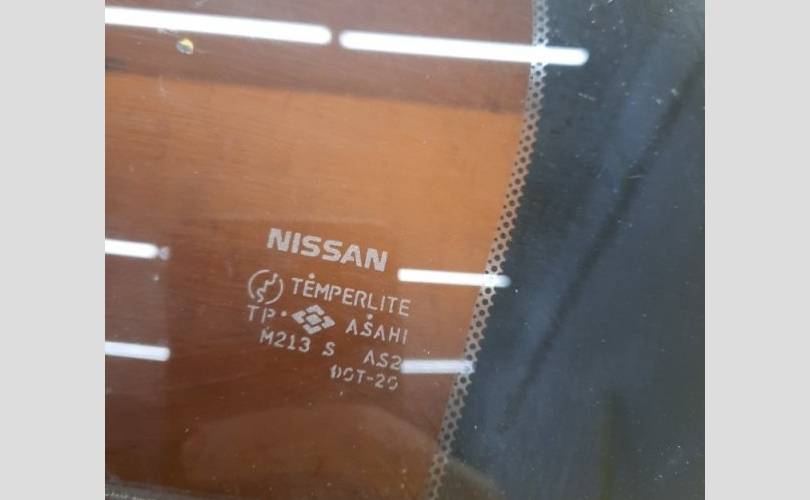 NISSAN
TEMPERLITE
TP ASAHI
M213 S AS2
DOT-20